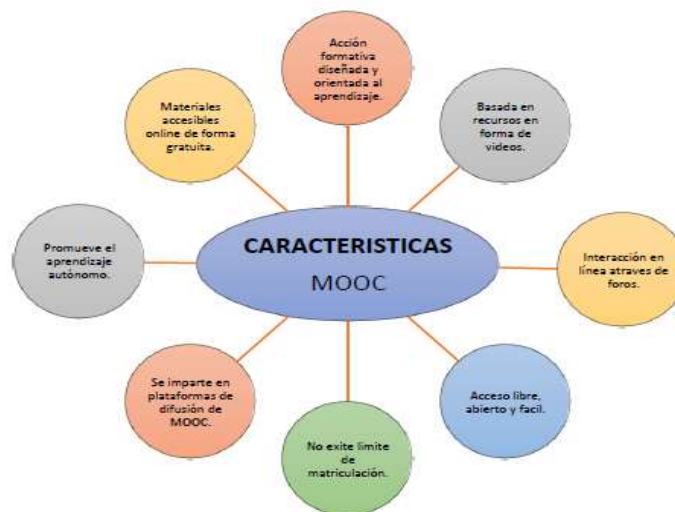 Acción
formativa
diseñada y
orientada al
aprendizaje.
Basada en
recursos en
forma de
videos.
Interacción en
línea atraves de
foros.
Acceso libre,
abierto y facil.
No exite limite
de
matriculación.
Se imparte en
plataformas de
difusión de
MOOC.
Promueve el
aprendizaje
autónomo.
Materiales
accesibles
online de forma
gratuita.
CARACTERISTICAS
MOOC